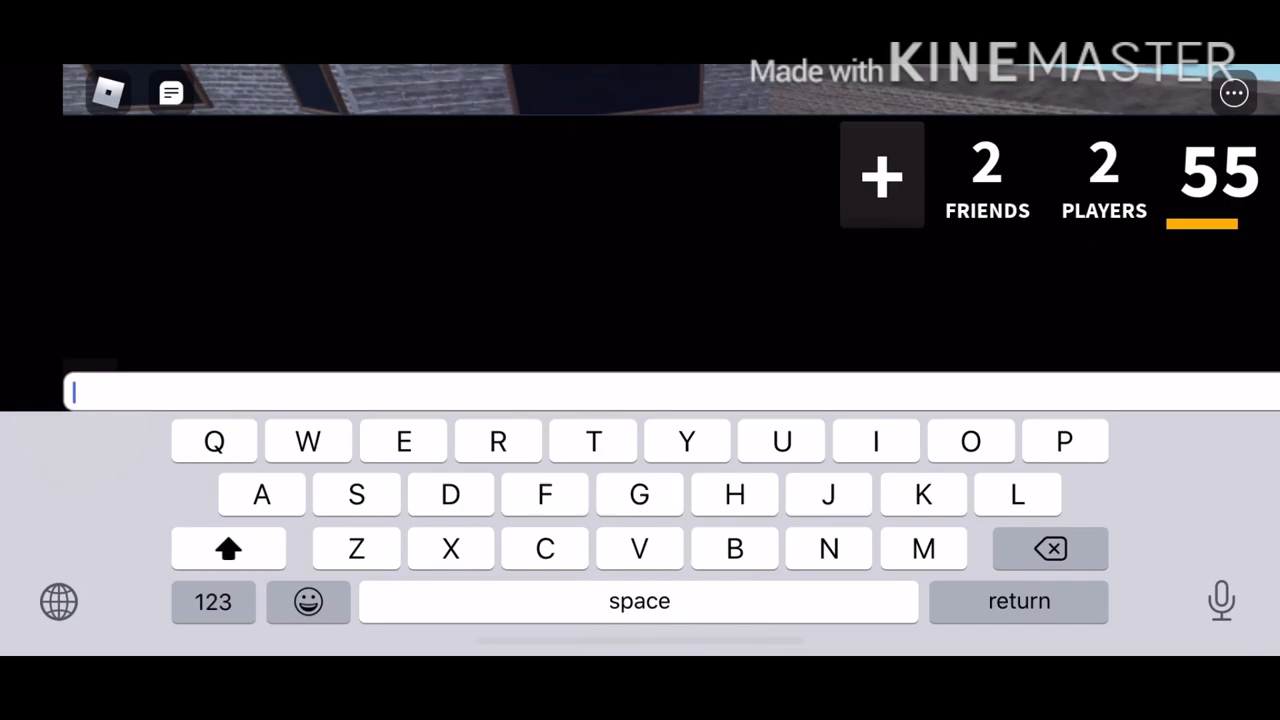 Made with KINEMASTER
+ 2 2 55
FRIENDS PLAYERS
Q W E R T Y U I O P
A S D F G H J K L
Z X C V B N M
123 space return